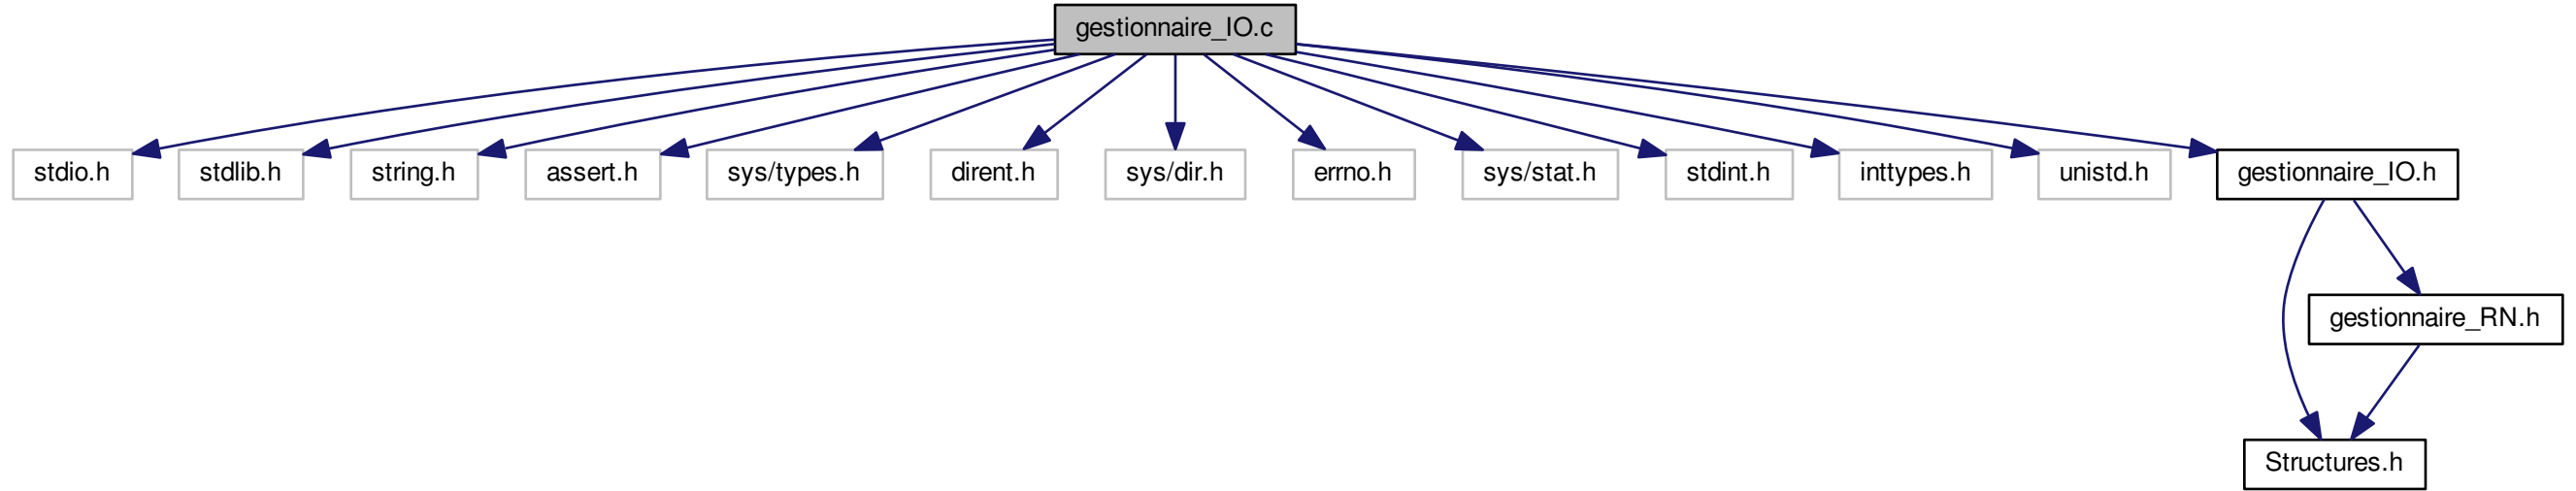 gestionnaire_IO.c
stdio.h
stdlib.h
string.h
assert.h
sys/types.h
dirent.h
sys/dir.h
errno.h
sys/stat.h
stdint.h
inttypes.h
unistd.h
gestionnaire_IO.h
gestionnaire_RN.h
Structures.h